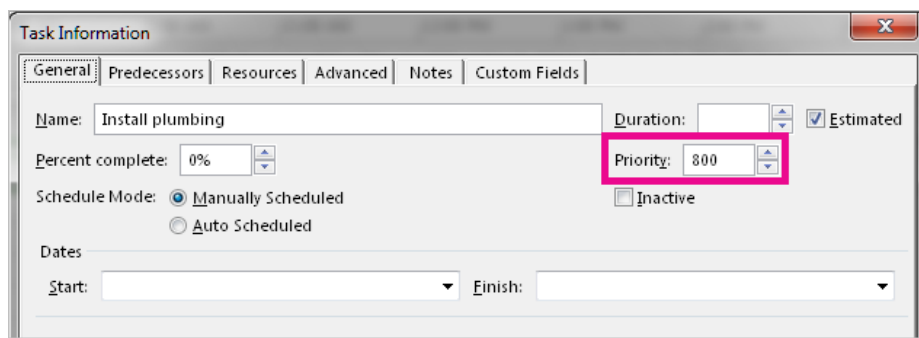 Task Information
General Predecessors Resources Advanced Notes Custom Fields
Name: Install plumbing Duration: Estimated
Percent complete: 0% Priority: 800
Schedule Mode: Manually Scheduled Inactive
Auto Scheduled
Dates
Start: Finish: